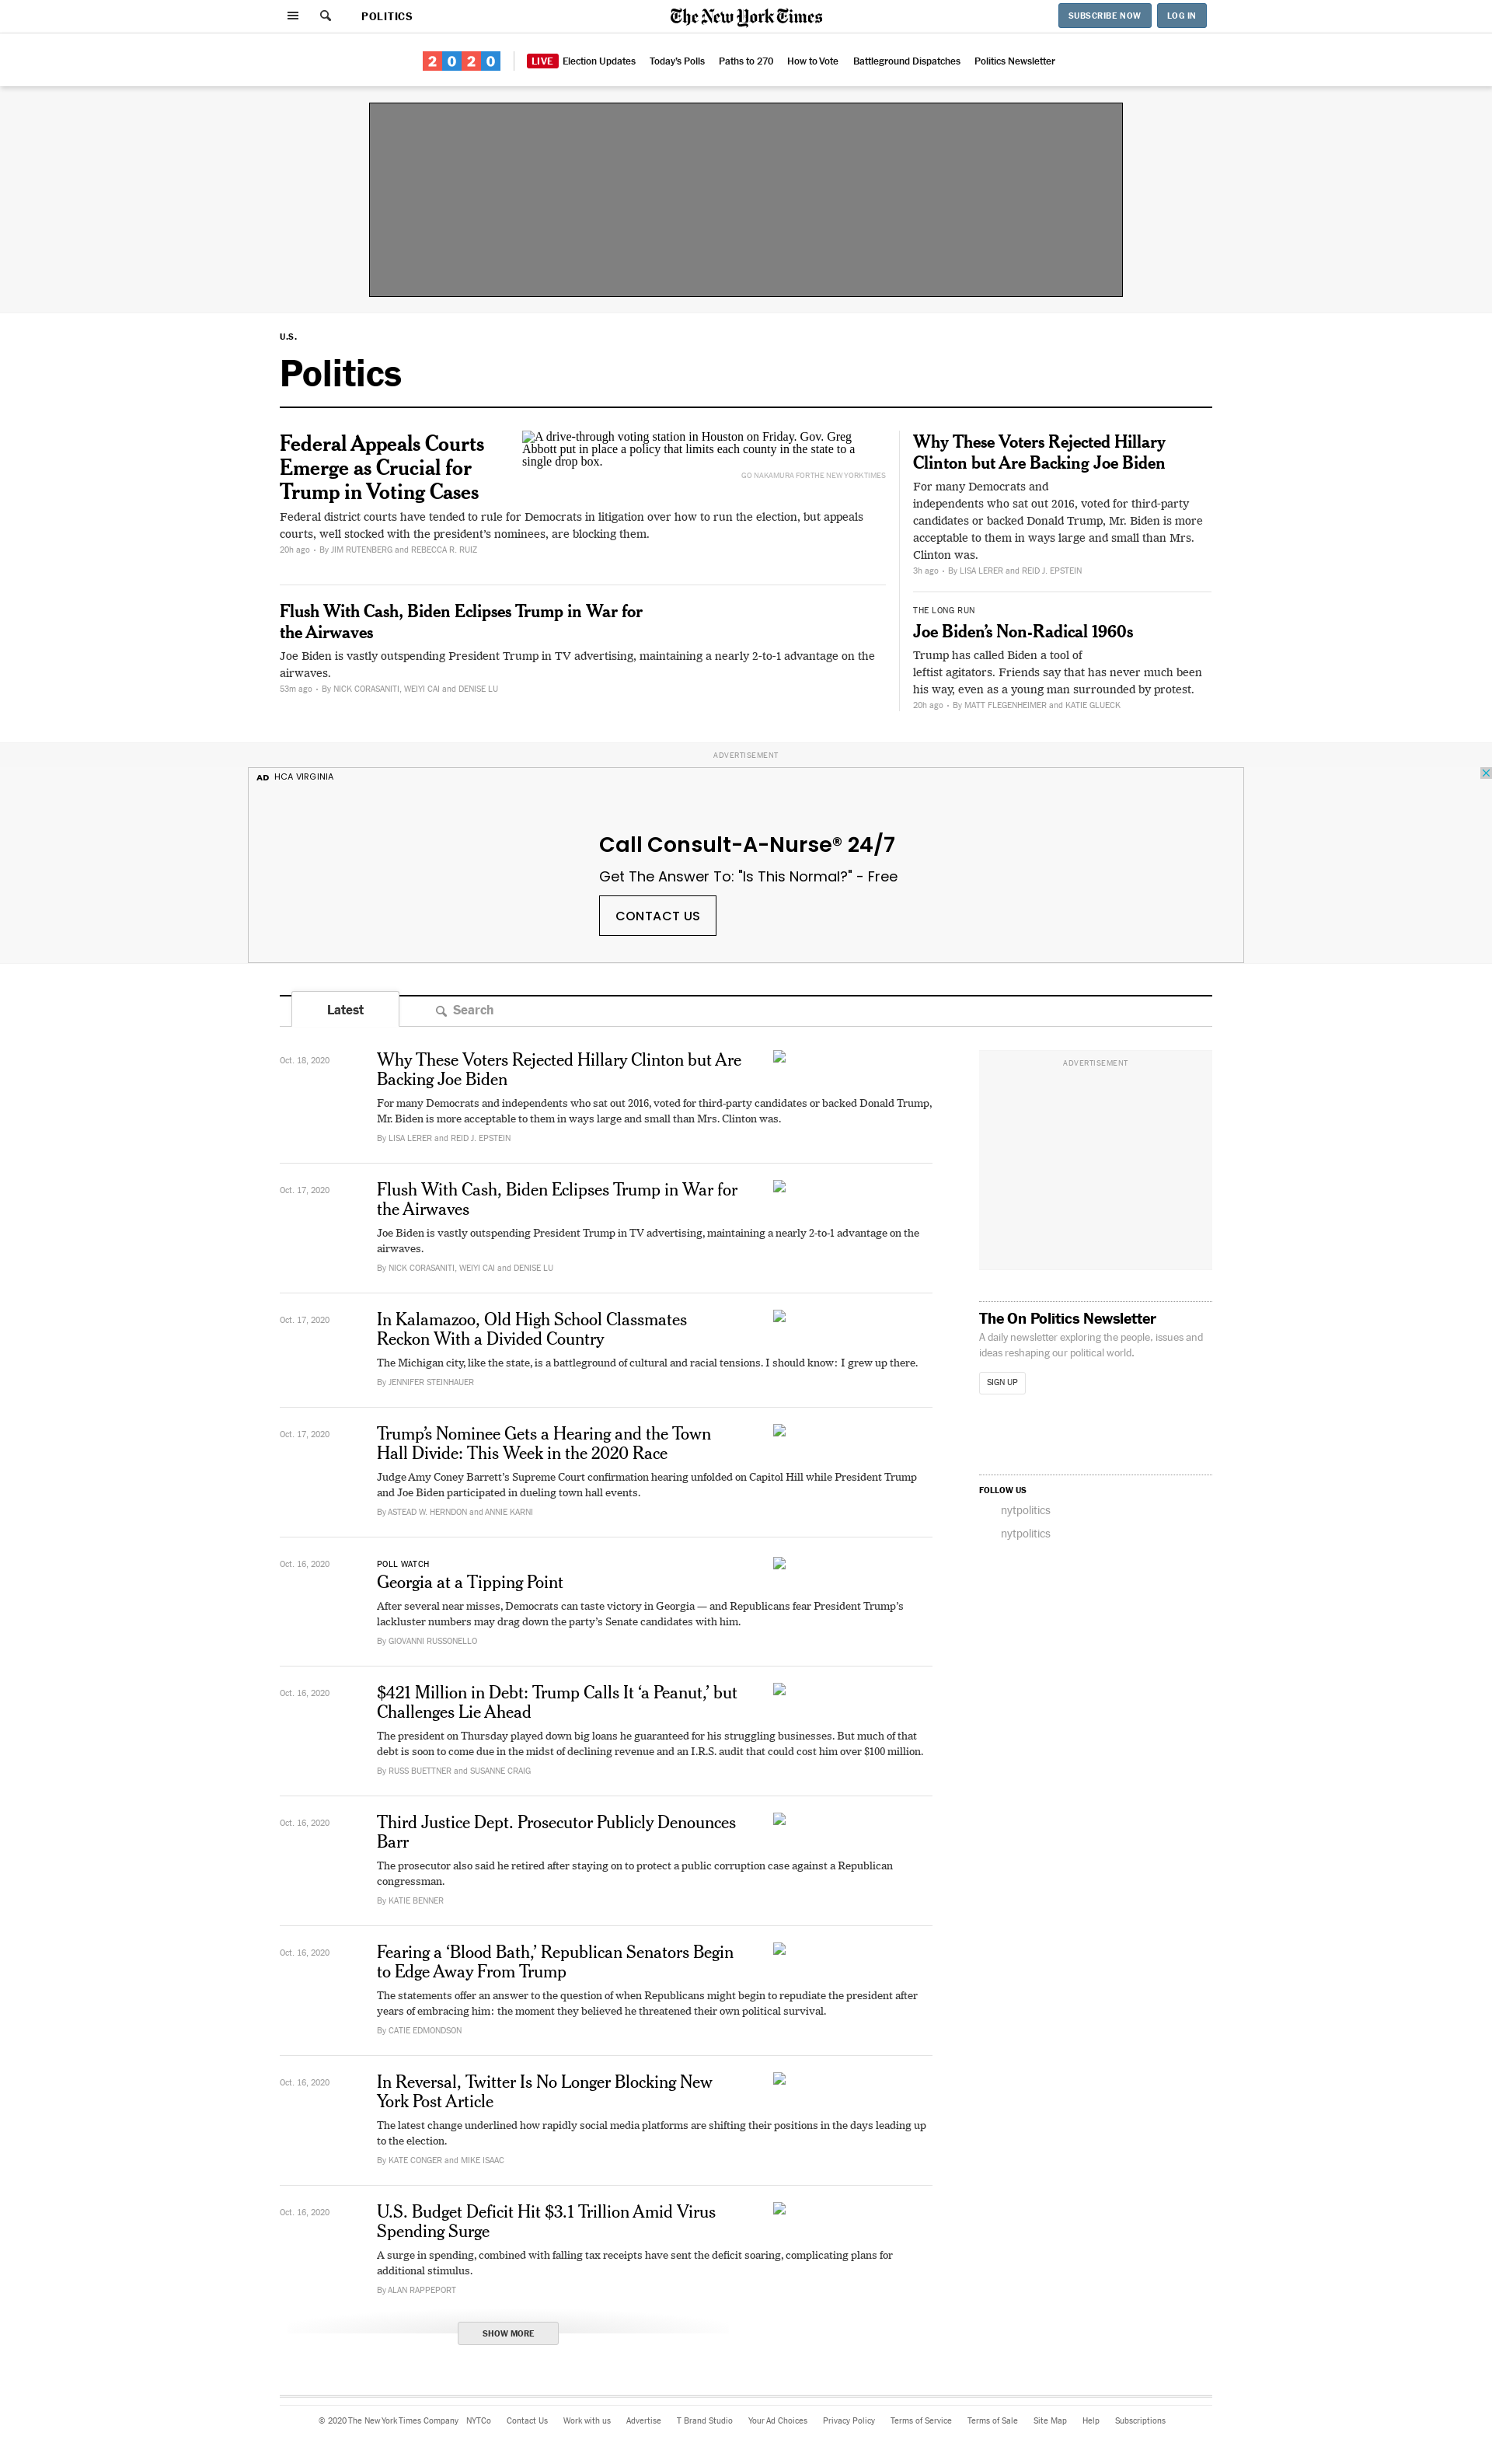 POLITICS
The New York Times
SUBSCRIBE NOW
LOG IN
2020
LIVE Election Updates
Today's Polls
Paths to 270
How to Vote
Battleground Dispatches
Politics Newsletter
U.S.
Politics
Federal Appeals Courts
Emerge as Crucial for
Trump in Voting Cases
A drive-through voting station in Houston on Friday. Gov. Greg
Abbott put in place a policy that limits each county in the state to a
single drop box.
GO NAKAMURA FOR THE NEW YORK TIMES
Federal district courts have tended to rule for Democrats in litigation over how to run the election, but appeals
courts, well stocked with the president's nominees, are blocking them.
20h ago • By JIM RUTENBERG and REBECCA R. RUIZ
Flush With Cash, Biden Eclipses Trump in War for
the Airwaves
Joe Biden is vastly outspending President Trump in TV advertising, maintaining a nearly 2-to-1 advantage on the
airwaves.
53m ago • By NICK CORASANITI, WEIYI CAI and DENISE LU
Why These Voters Rejected Hillary
Clinton but Are Backing Joe Biden
For many Democrats and
independents who sat out 2016, voted for third-party
candidates or backed Donald Trump, Mr. Biden is more
acceptable to them in ways large and small than Mrs.
Clinton was.
3h ago • By LISA LERER and REID J. EPSTEIN
THE LONG RUN
Joe Biden's Non-Radical 1960s
Trump has called Biden a tool of
leftist agitators. Friends say that has never much been
his way, even as a young man surrounded by protest.
20h ago • By MATT FLEGENHEIMER and KATIE GLUECK
ADVERTISEMENT
AD HCA VIRGINIA
Call Consult-A-Nurse® 24/7
Get The Answer To: "Is This Normal?" - Free
CONTACT US
Latest
Search
Oct. 18, 2020
Why These Voters Rejected Hillary Clinton but Are
Backing Joe Biden
For many Democrats and independents who sat out 2016, voted for third-party candidates or backed Donald Trump,
Mr. Biden is more acceptable to them in ways large and small than Mrs. Clinton was.
By LISA LERER and REID J. EPSTEIN
Oct. 17, 2020
Flush With Cash, Biden Eclipses Trump in War for
the Airwaves
Joe Biden is vastly outspending President Trump in TV advertising, maintaining a nearly 2-to-1 advantage on the
airwaves.
By NICK CORASANITI, WEIYI CAI and DENISE LU
Oct. 17, 2020
In Kalamazoo, Old High School Classmates
Reckon With a Divided Country
The Michigan city, like the state, is a battleground of cultural and racial tensions. I should know: I grew up there.
By JENNIFER STEINHAUER
Oct. 17, 2020
Trump's Nominee Gets a Hearing and the Town
Hall Divide: This Week in the 2020 Race
Judge Amy Coney Barrett's Supreme Court confirmation hearing unfolded on Capitol Hill while President Trump
and Joe Biden participated in dueling town hall events.
By ASTEAD W. HERNDON and ANNIE KARNI
Oct. 16, 2020
POLL WATCH
Georgia at a Tipping Point
After several near misses, Democrats can taste victory in Georgia — and Republicans fear President Trump's
lackluster numbers may drag down the party's Senate candidates with him.
By GIOVANNI RUSSONELLO
Oct. 16, 2020
$421 Million in Debt: Trump Calls It ‘a Peanut,’ but
Challenges Lie Ahead
The president on Thursday played down big loans he guaranteed for his struggling businesses. But much of that
debt is soon to come due in the midst of declining revenue and an I.R.S. audit that could cost him over $100 million.
By RUSS BUETTNER and SUSANNE CRAIG
Oct. 16, 2020
Third Justice Dept. Prosecutor Publicly Denounces
Barr
The prosecutor also said he retired after staying on to protect a public corruption case against a Republican
congressman.
By KATIE BENNER
Oct. 16, 2020
Fearing a ‘Blood Bath,’ Republican Senators Begin
to Edge Away From Trump
The statements offer an answer to the question of when Republicans might begin to repudiate the president after
years of embracing him: the moment they believed he threatened their own political survival.
By CATIE EDMONDSON
Oct. 16, 2020
In Reversal, Twitter Is No Longer Blocking New
York Post Article
The latest change underlined how rapidly social media platforms are shifting their positions in the days leading up
to the election.
By KATE CONGER and MIKE ISAAC
Oct. 16, 2020
U.S. Budget Deficit Hit $3.1 Trillion Amid Virus
Spending Surge
A surge in spending, combined with falling tax receipts have sent the deficit soaring, complicating plans for
additional stimulus.
By ALAN RAPPEPORT
SHOW MORE
ADVERTISEMENT
The On Politics Newsletter
A daily newsletter exploring the people, issues and
ideas reshaping our political world.
SIGN UP
FOLLOW US
nytpolitics
nytpolitics
© 2020 The New York Times Company
NYTCo
Contact Us
Work with us
Advertise
T Brand Studio
Your Ad Choices
Privacy Policy
Terms of Service
Terms of Sale
Site Map
Help
Subscriptions